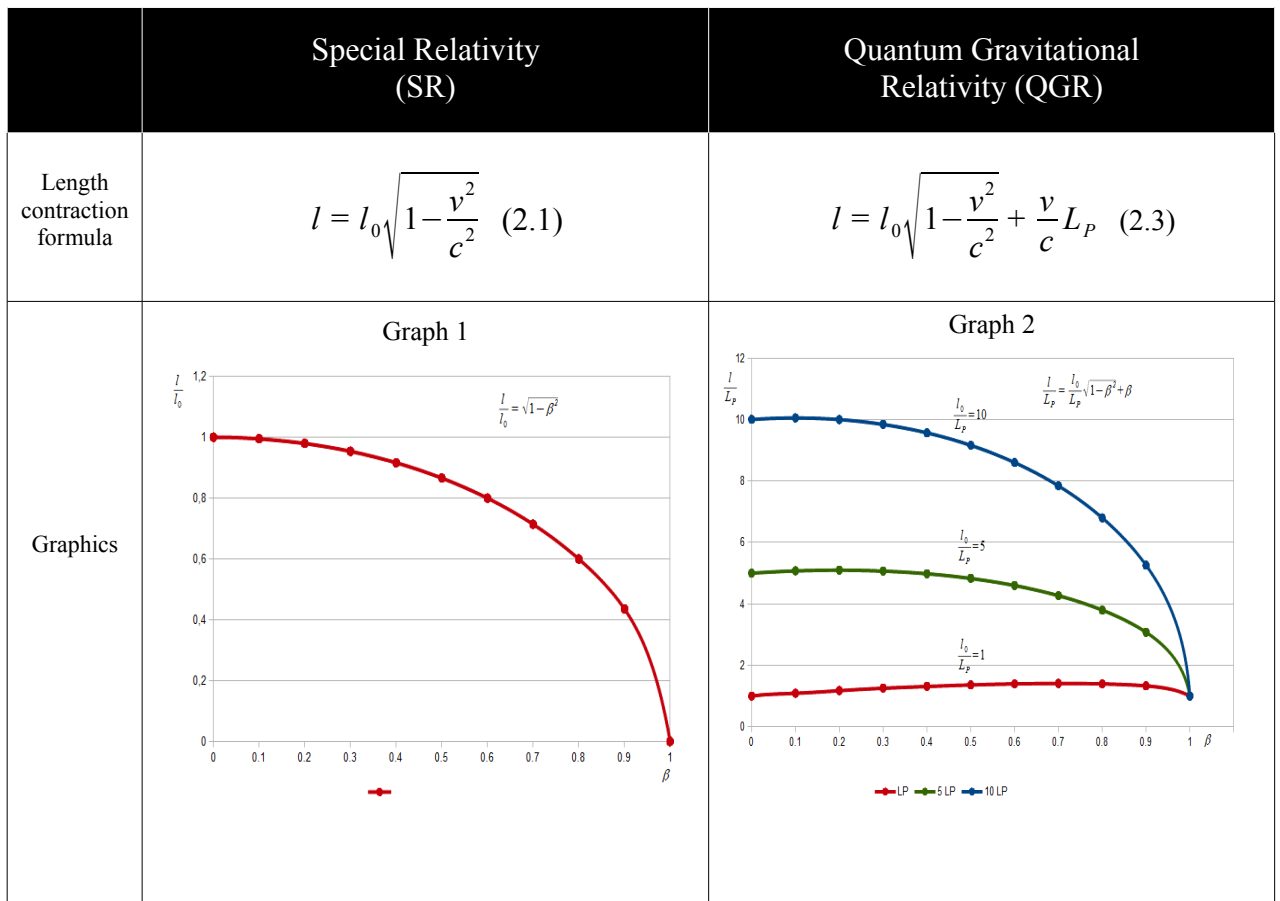 Special Relativity
(SR)
Quantum Gravitational
Relativity (QGR)
Length
contraction
formula
l = l₀√(1−v²/c²) (2.1)
l = l₀√(1−v²/c²) + v/c L_P (2.3)
Graphics
Graph 1
l/l₀
1,2
1
0,8
0,6
0,4
0,2
0
l/l₀ = √(1−β²)
0 0.1 0.2 0.3 0.4 0.5 0.6 0.7 0.8 0.9 1
β
Graph 2
l/L_P
12
10
8
6
4
2
0
l/L_P = l₀/L_P √(1−β²) + β
l₀/L_P = 10
l₀/L_P = 5
l₀/L_P = 1
0 0.1 0.2 0.3 0.4 0.5 0.6 0.7 0.8 0.9 1 β
LP 5 LP 10 LP